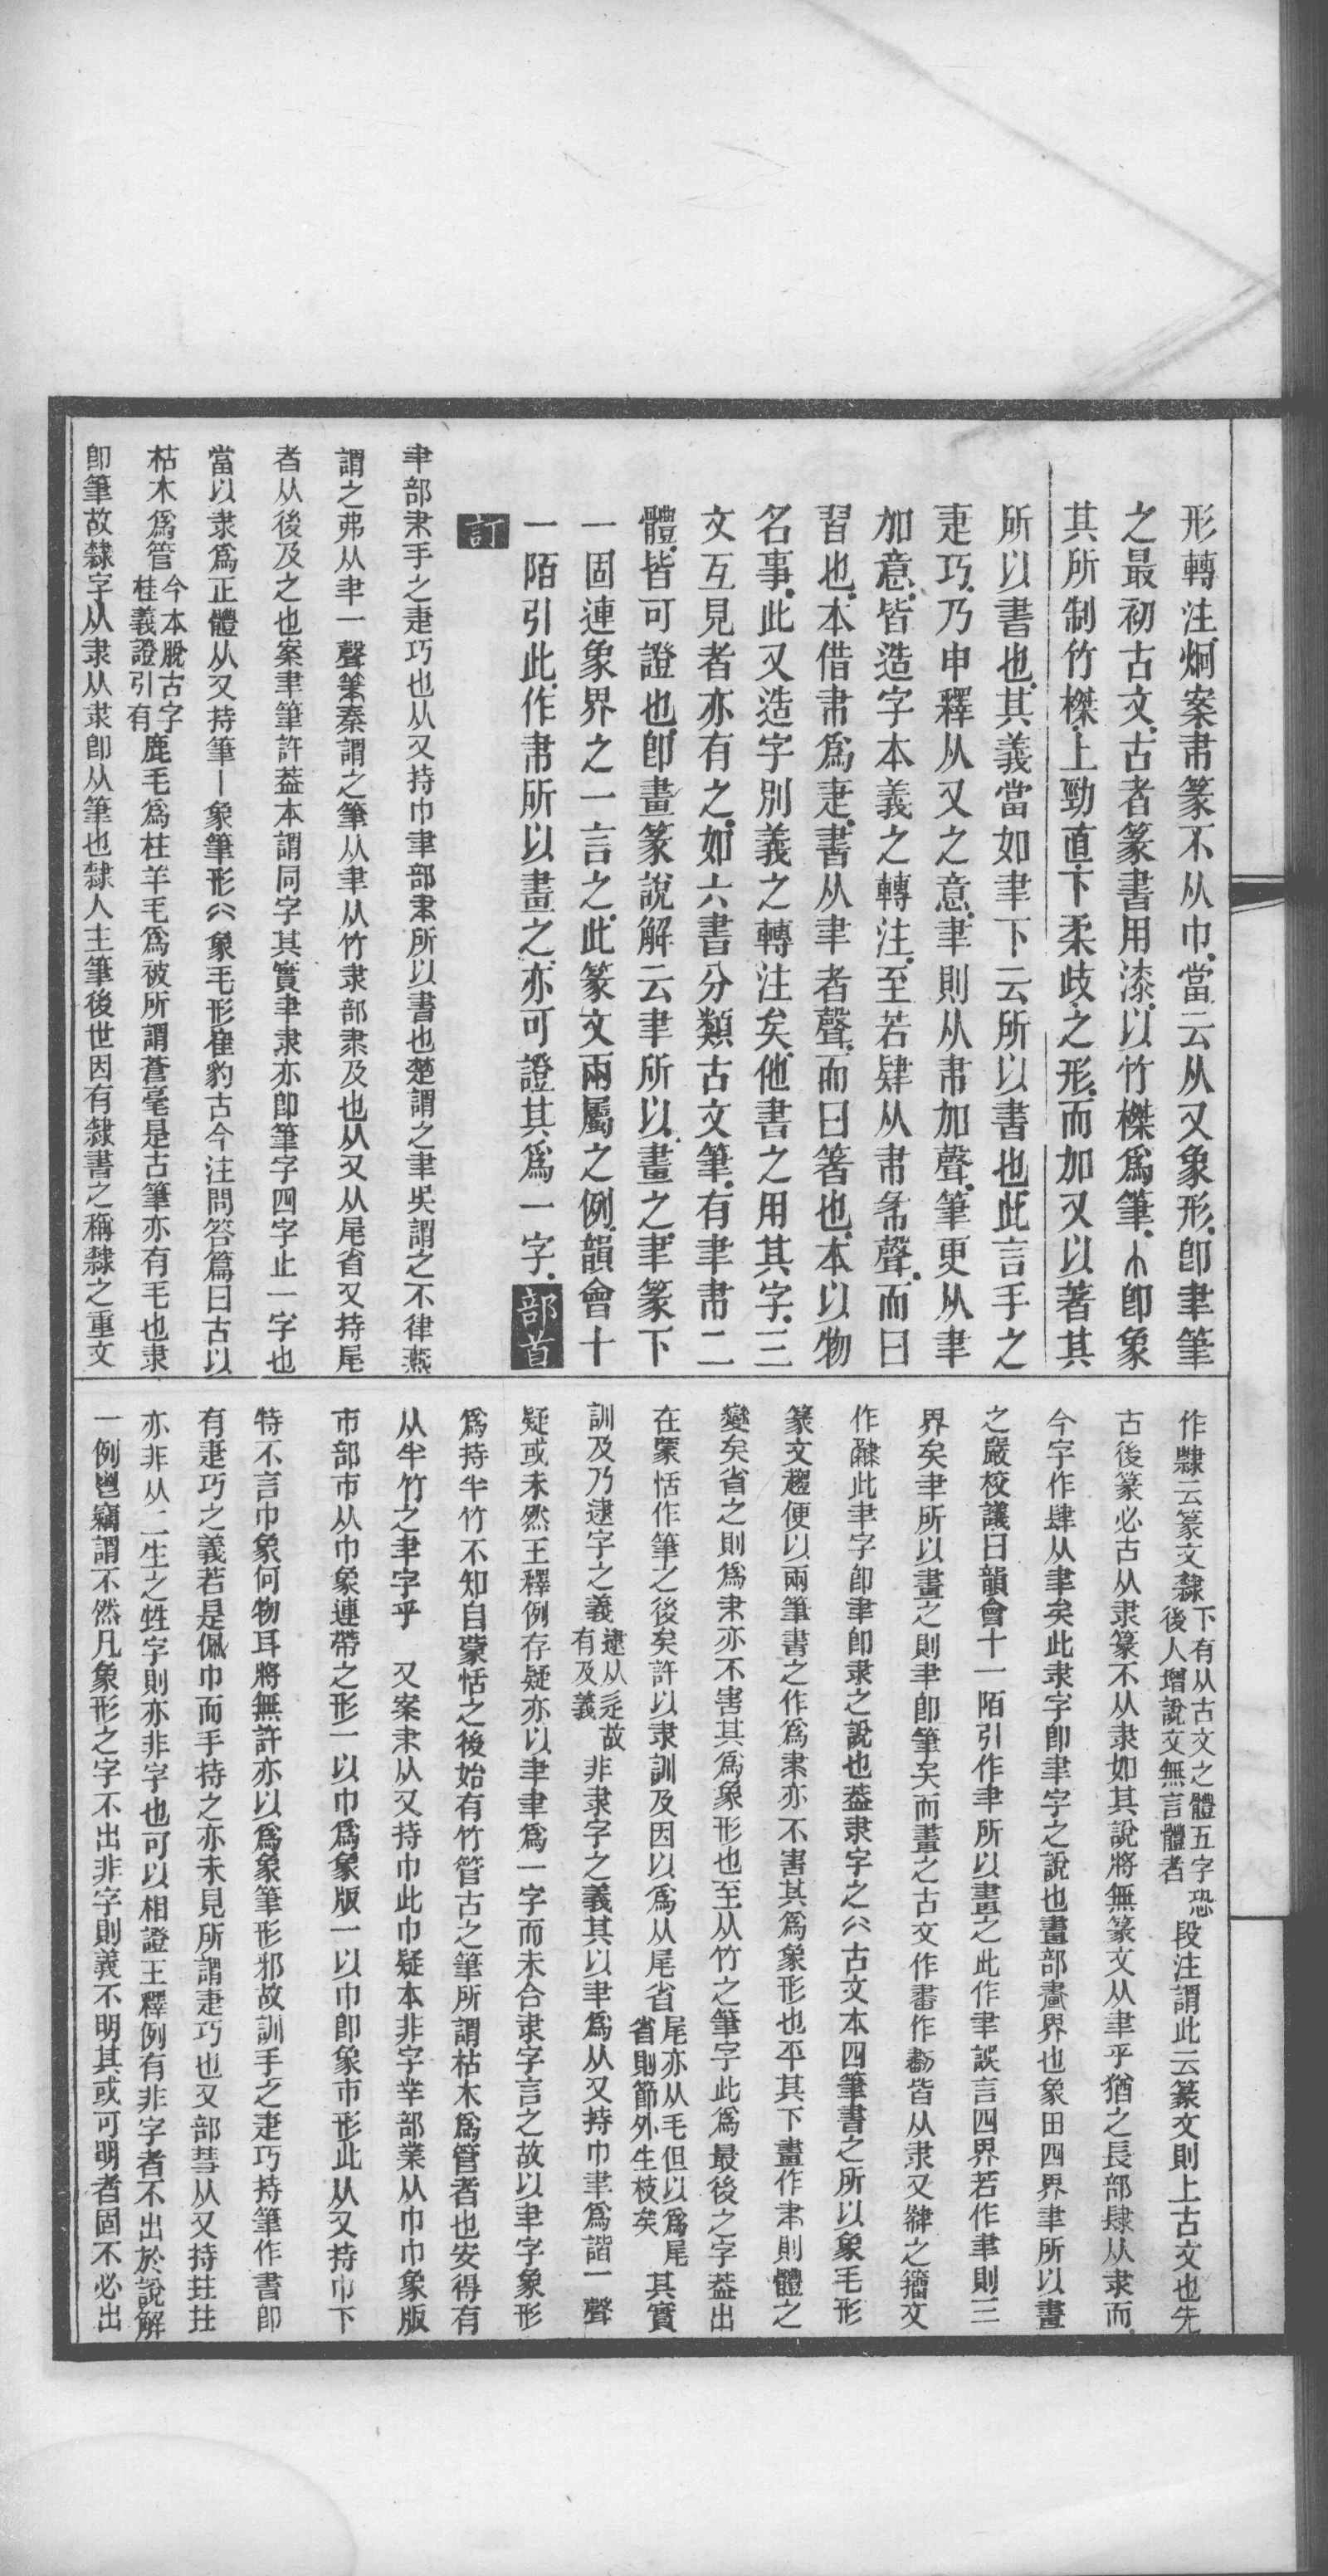 形轉注炯案𦘒篆不从巾當云从又象形卽聿筆
之最初古文古者篆書用漆以竹榤爲筆卽象
其所制竹榤上勁直下柔歧之形而加又以著其
所以書也其義當如聿下云所以書也此言手之
疌巧乃申釋从又之意聿則从𦘒加聲筆更从聿
加意皆造字本義之轉注至若肄从𦘒㣇聲而曰
習也本借𦘒爲疌書从聿者聲而曰箸也本以物
名事此又造字別義之轉注矣他書之用其字三
文互見者亦有之如六書分類古文筆有聿𦘒二
體皆可證也卽畫篆說解云聿所以畫之聿篆下
一固連象界之一言之此篆文兩屬之例韻會十
一陌引此作𦘒所以畫之亦可證其爲一字部首
訂
𦘒部𦘒手之疌巧也从又持巾聿部聿所以書也楚謂之聿吳謂之不律燕
謂之弗从聿一聲筆秦謂之筆从聿从竹隶部隶及也从又从尾省又持尾
者从後及之也案聿筆許葢本謂同字其實𦘒隶亦卽筆字四字止一字也
當以隶爲正體从又持筆丨象筆形象毛形崔豹古今注問答篇曰古以
枯木爲管今本脫古字桂義證引有鹿毛爲柱羊毛爲被所謂蒼毫是古筆亦有毛也隶
卽筆故隸字从隶从隶卽从筆也隸人主筆後世因有隸書之稱隸之重文
作䵢云篆文隸下有从古文之體五字恐後人增說文無言體者段注謂此云篆文則上古文也先
古後篆必古从隶篆不从隶如其說將無篆文从聿乎猶之長部肆从隶而
今字作肆从聿矣此隶字卽聿字之說也畫部畫界也象田四界聿所以畫
之嚴校議曰韻會十一陌引作聿所以畫之此作聿誤言四界若作聿則三
界矣聿所以畫之則聿卽筆矣而畫之古文作畵作劃皆从隶又肄之籀文
作此聿字卽聿卽隶之說也葢隶字之古文本四筆書之所以象毛形
篆文趨便以兩筆書之作爲𦘒亦不害其爲象形也平其下畫作聿則體之
變矣省之則爲𦘒亦不害其爲象形也至从竹之筆字此爲最後之字葢出
在蒙恬作筆之後矣許以隶訓及因以爲从尾省尾亦从毛但以爲尾省則節外生枝矣其實
訓及乃逮字之義逮从辵故有及義非隶字之義其以聿爲从又持巾聿爲諧一聲
疑或未然王釋例存疑亦以聿聿爲一字而未合隶字言之故以聿字象形
爲持半竹不知自蒙恬之後始有竹管古之筆所謂枯木爲管者也安得有
从半竹之聿字乎　又案𦘒从又持巾此巾疑本非字丵部業从巾巾象版
巿部巿从巾象連帶之形一以巾爲象版一以巾卽象巿形此从又持巾下
特不言巾象何物耳將無許亦以爲象筆形邪故訓手之疌巧持筆作書卽
有疌巧之義若是佩巾而手持之亦未見所謂疌巧也又部彗从又持甡甡
亦非从二生之甡字則亦非字也可以相證王釋例有非字者不出於說解
一例鬯竊謂不然凡象形之字不出非字則義不明其或可明者固不必出